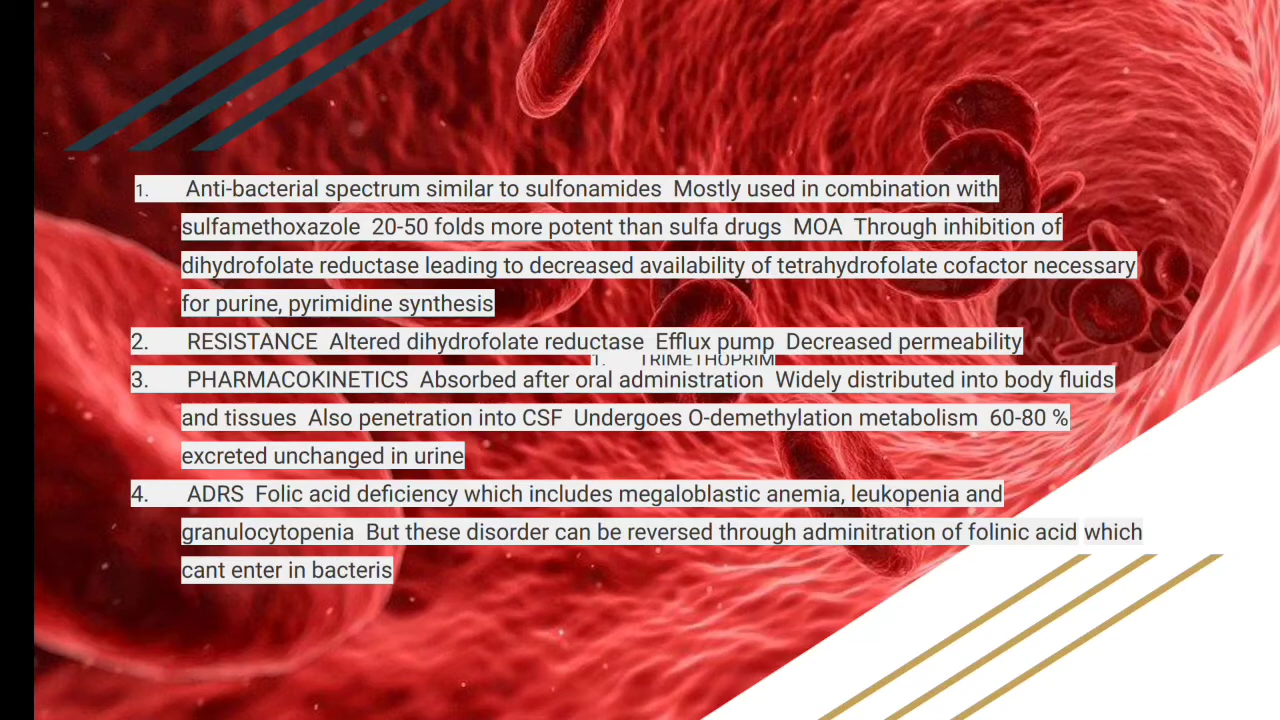 1. Anti-bacterial spectrum similar to sulfonamides Mostly used in combination with
sulfamethoxazole 20-50 folds more potent than sulfa drugs MOA Through inhibition of
dihydrofolate reductase leading to decreased availability of tetrahydrofolate cofactor necessary
for purine, pyrimidine synthesis
2. RESISTANCE Altered dihydrofolate reductase Efflux pump Decreased permeability
1. TRIMETHOPRIM
3. PHARMACOKINETICS Absorbed after oral administration Widely distributed into body fluids
and tissues Also penetration into CSF Undergoes O-demethylation metabolism 60-80 %
excreted unchanged in urine
4. ADRS Folic acid deficiency which includes megaloblastic anemia, leukopenia and
granulocytopenia But these disorder can be reversed through adminitration of folinic acid which
cant enter in bacteris